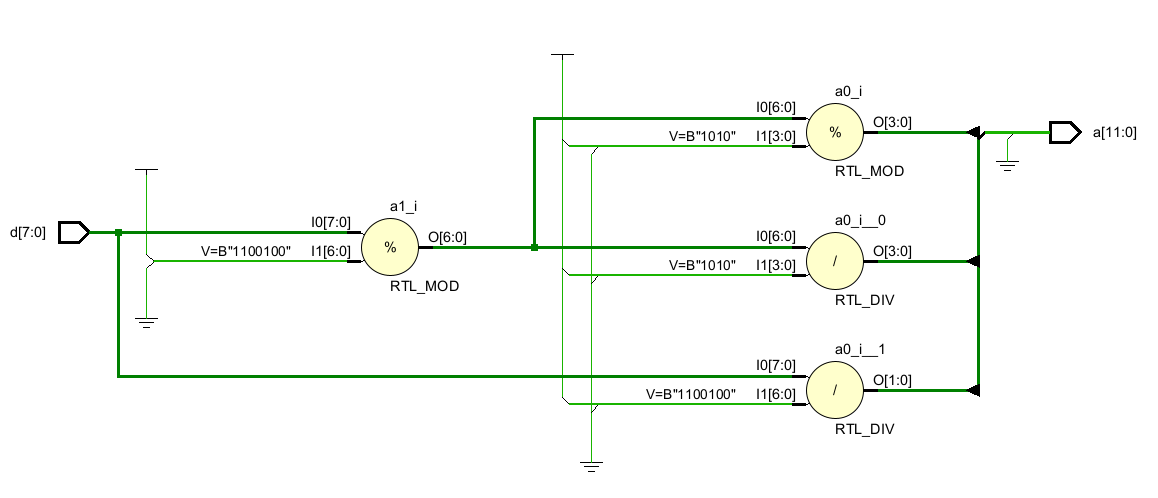 a0_i
I0[6:0]
O[3:0]
%
V=B"1010"
I1[3:0]
a[11:0]
RTL_MOD
a1_i
d[7:0]
I0[7:0]
O[6:0]
%
V=B"1100100"
I1[6:0]
RTL_MOD
a0_i__0
I0[6:0]
O[3:0]
/
V=B"1010"
I1[3:0]
RTL_DIV
a0_i__1
I0[7:0]
O[1:0]
/
V=B"1100100"
I1[6:0]
RTL_DIV